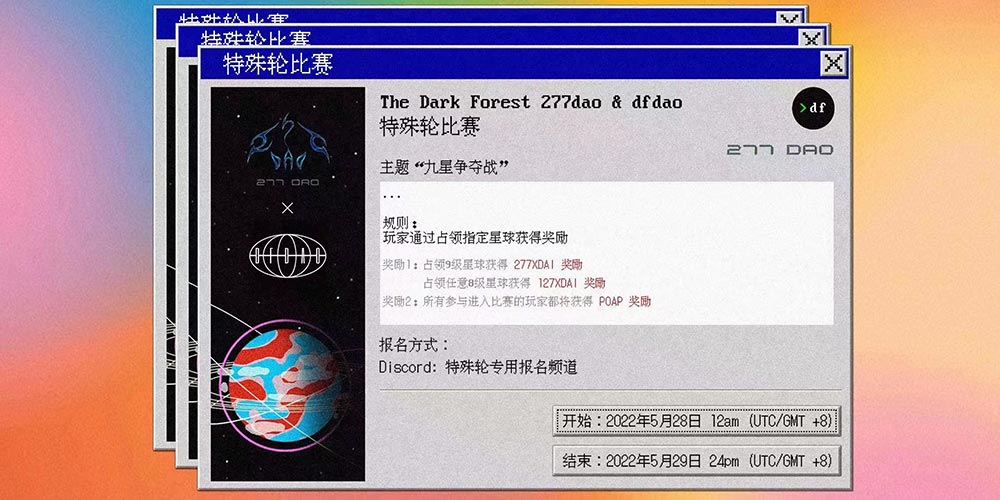 特殊轮比赛
特殊轮比赛
特殊轮比赛
DAO
277 DAO
×
DFDAO
The Dark Forest 277dao & dfdao
特殊轮比赛
>df
277 DAO
主题“九星争夺战”
...
规则：
玩家通过占领指定星球获得奖励
奖励1：占领9级星球获得 277XDAI 奖励
占领任意8级星球获得 127XDAI 奖励
奖励2：所有参与进入比赛的玩家都将获得 POAP 奖励
报名方式：
Discord: 特殊轮专用报名频道
开始：2022年5月28日 12am (UTC/GMT +8)
结束：2022年5月29日 24pm (UTC/GMT +8)